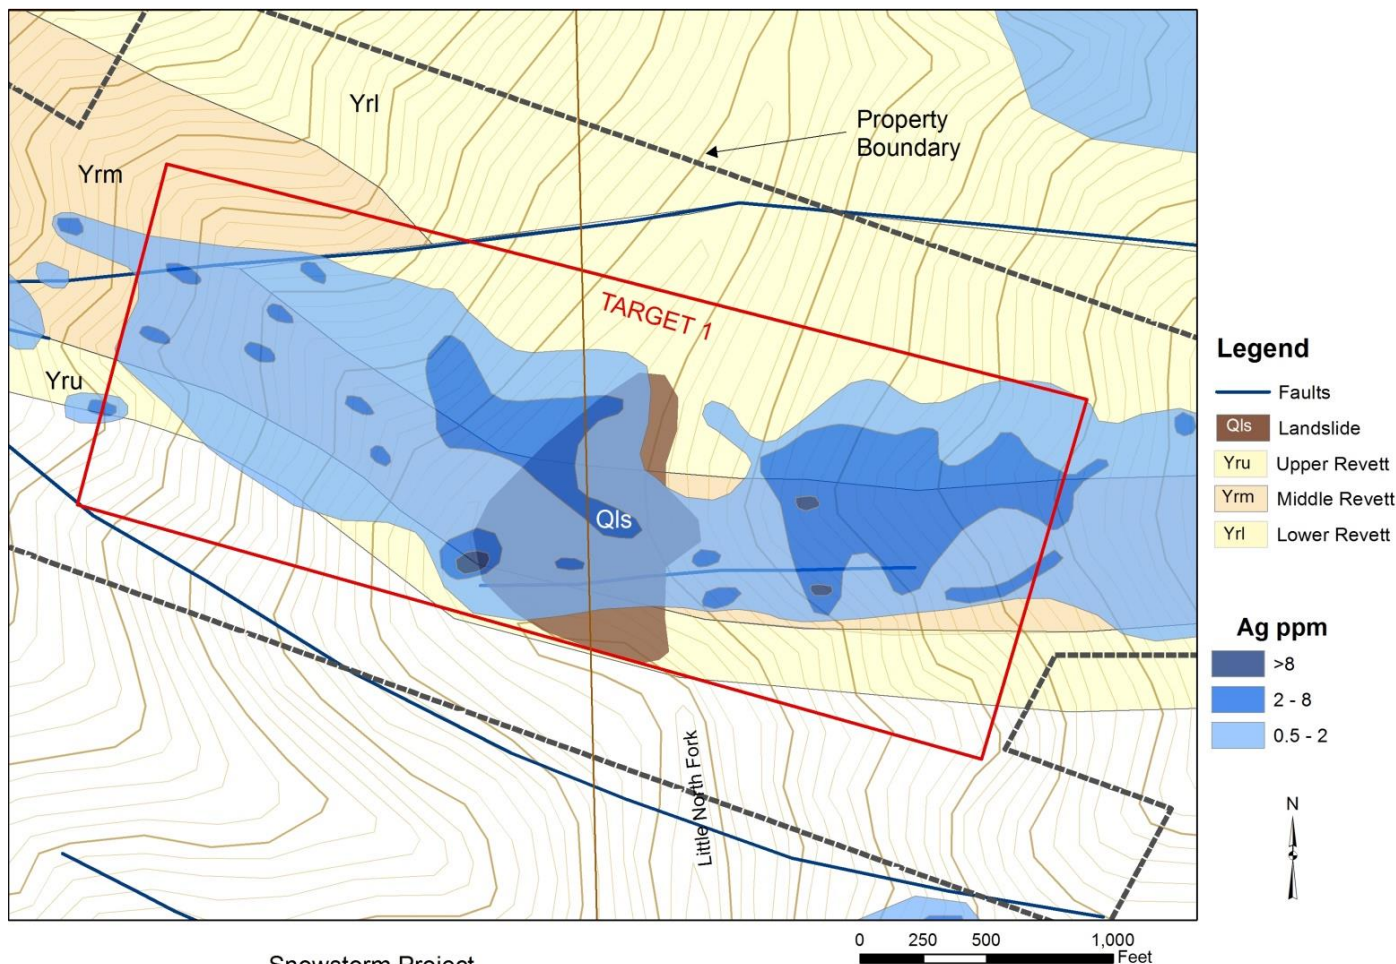 Yrl
Property
Boundary
Yrm
TARGET 1
Yru
Qls
Little North Fork
Legend
Faults
Qls Landslide
Yru Upper Revett
Yrm Middle Revett
Yrl Lower Revett
Ag ppm
>8
2 - 8
0.5 - 2
N
0 250 500 1,000
Feet
Snowstorm Project